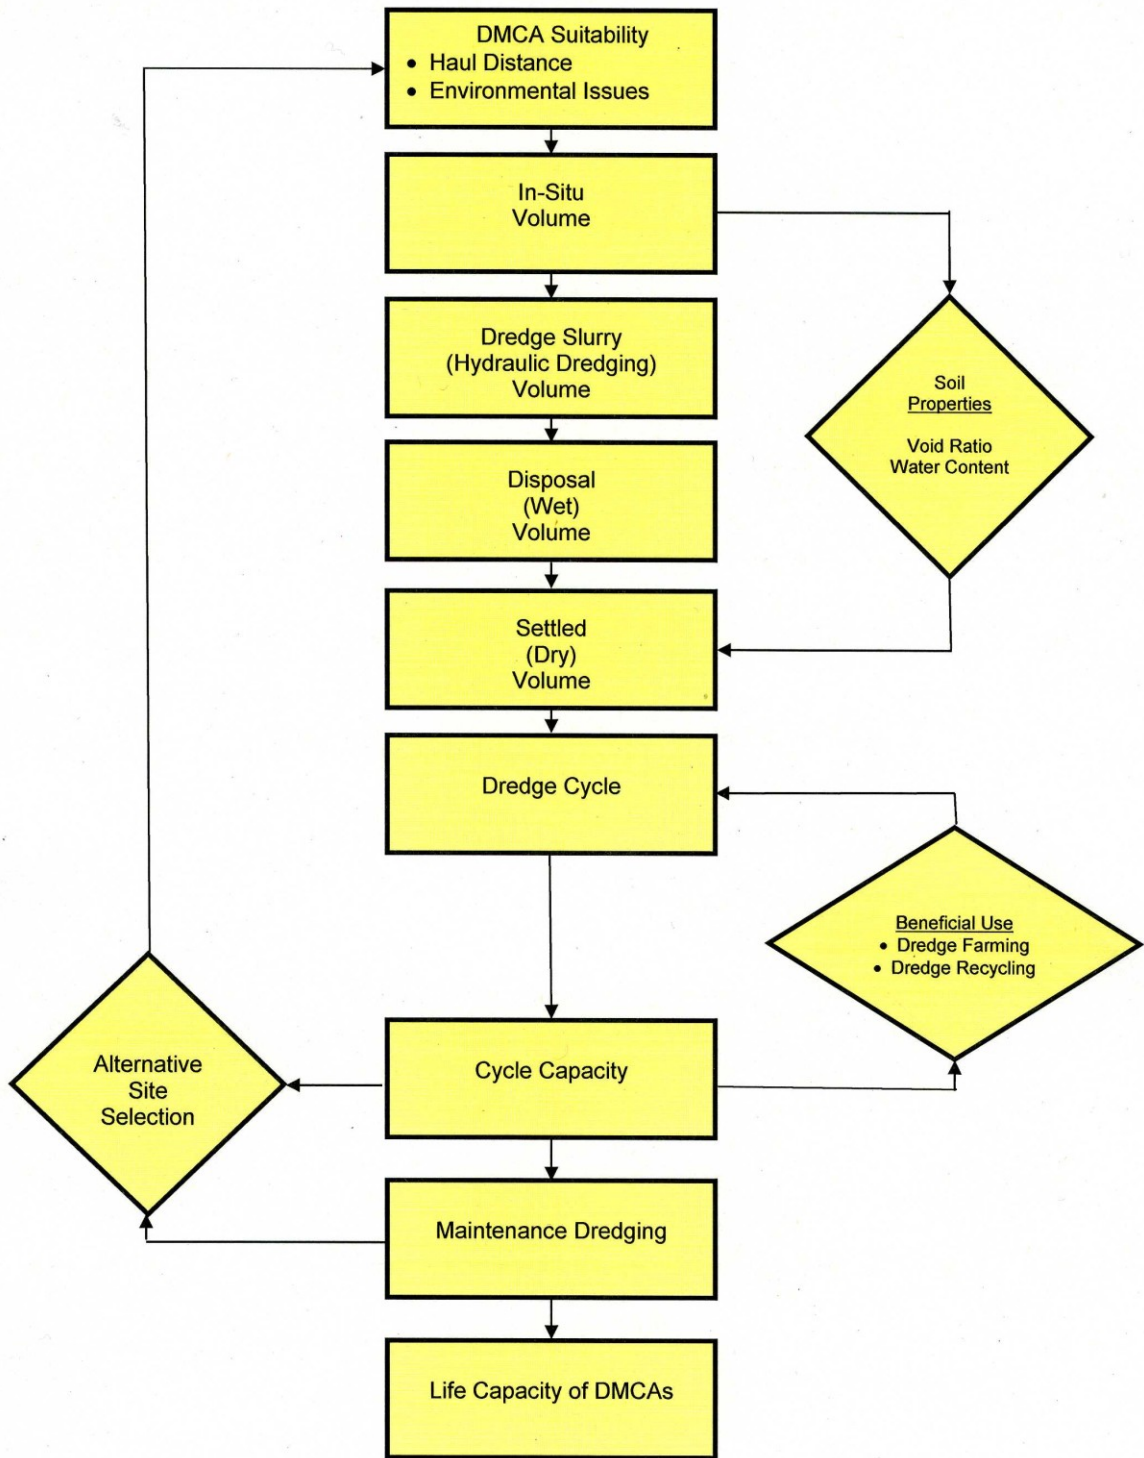 DMCA Suitability
• Haul Distance
• Environmental Issues
In-Situ
Volume
Dredge Slurry
(Hydraulic Dredging)
Volume
Soil
Properties
Void Ratio
Water Content
Disposal
(Wet)
Volume
Settled
(Dry)
Volume
Dredge Cycle
Beneficial Use
• Dredge Farming
• Dredge Recycling
Alternative
Site
Selection
Cycle Capacity
Maintenance Dredging
Life Capacity of DMCAs